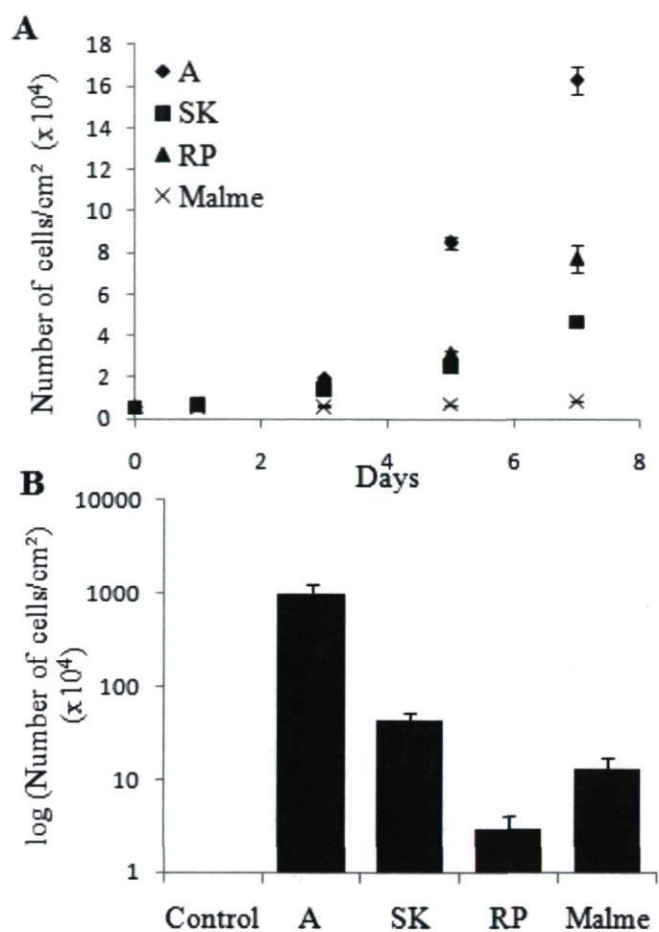 A
Number of cells/cm² (x10⁴)
18
16
14
12
10
8
6
4
2
0
A
SK
RP
Malme
0 2 4 6 8
Days
B
log (Number of cells/cm²)
(x10⁴)
10000
1000
100
10
1
Control A SK RP Malme